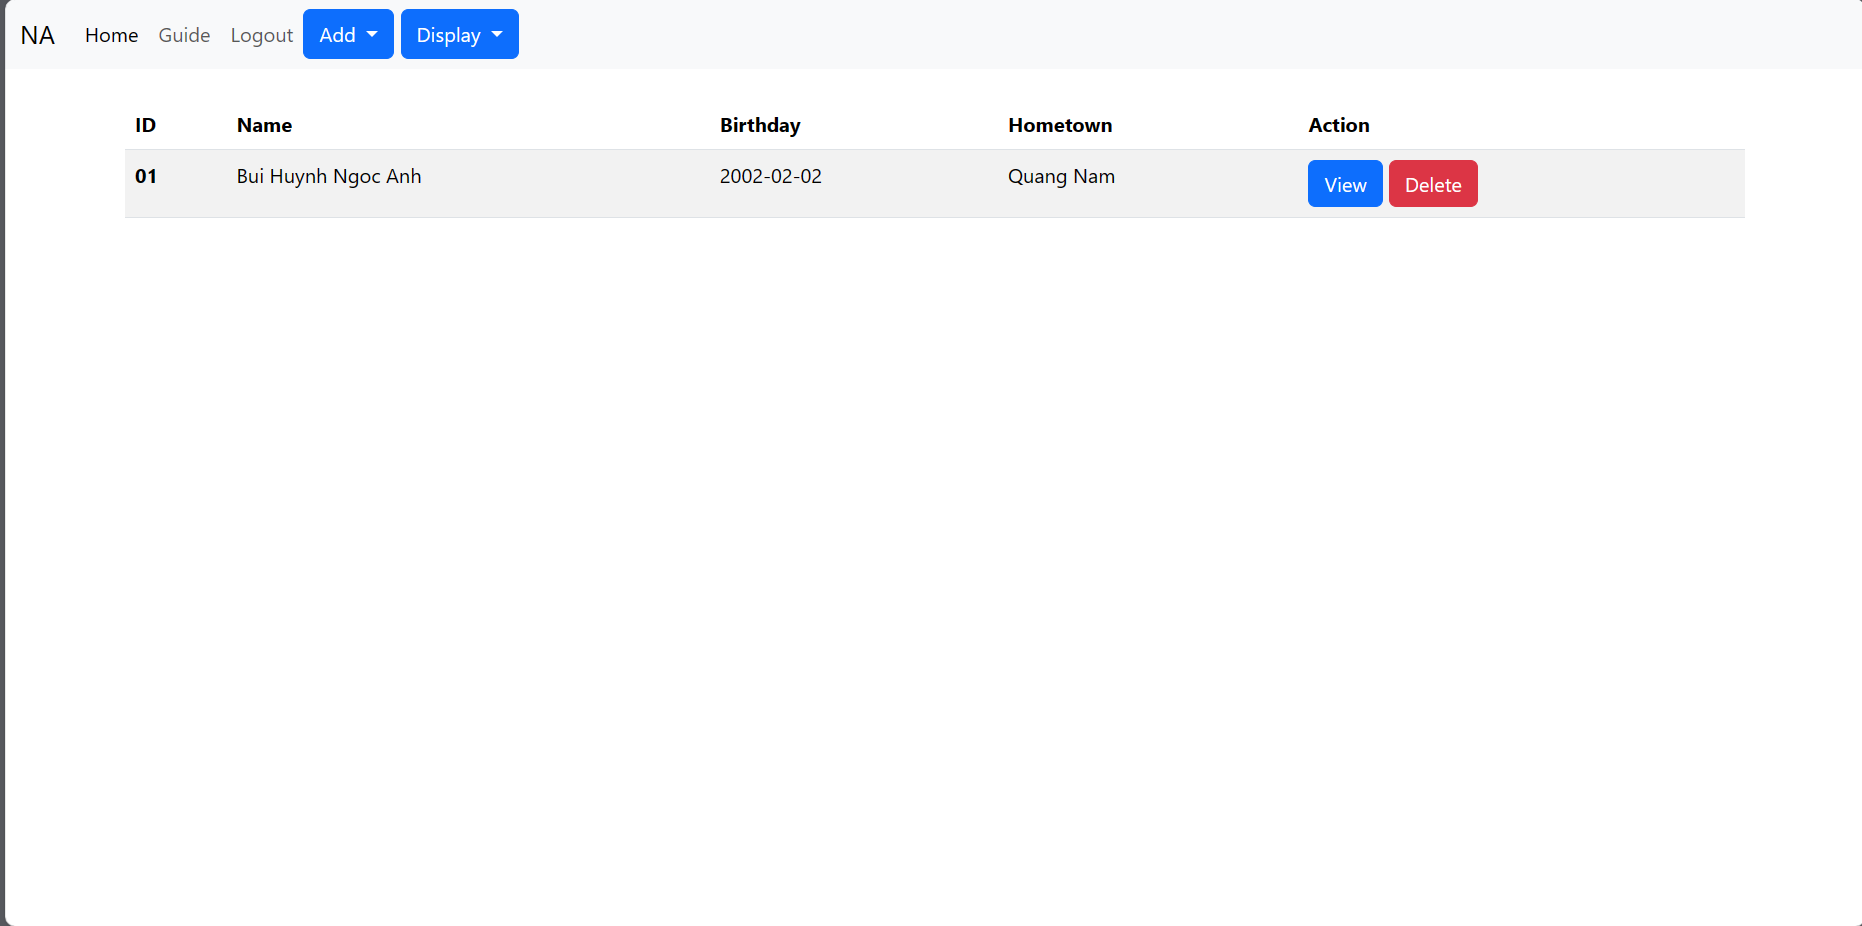 NA Home Guide Logout Add Display
ID Name Birthday Hometown Action
01 Bui Huynh Ngoc Anh 2002-02-02 Quang Nam View Delete